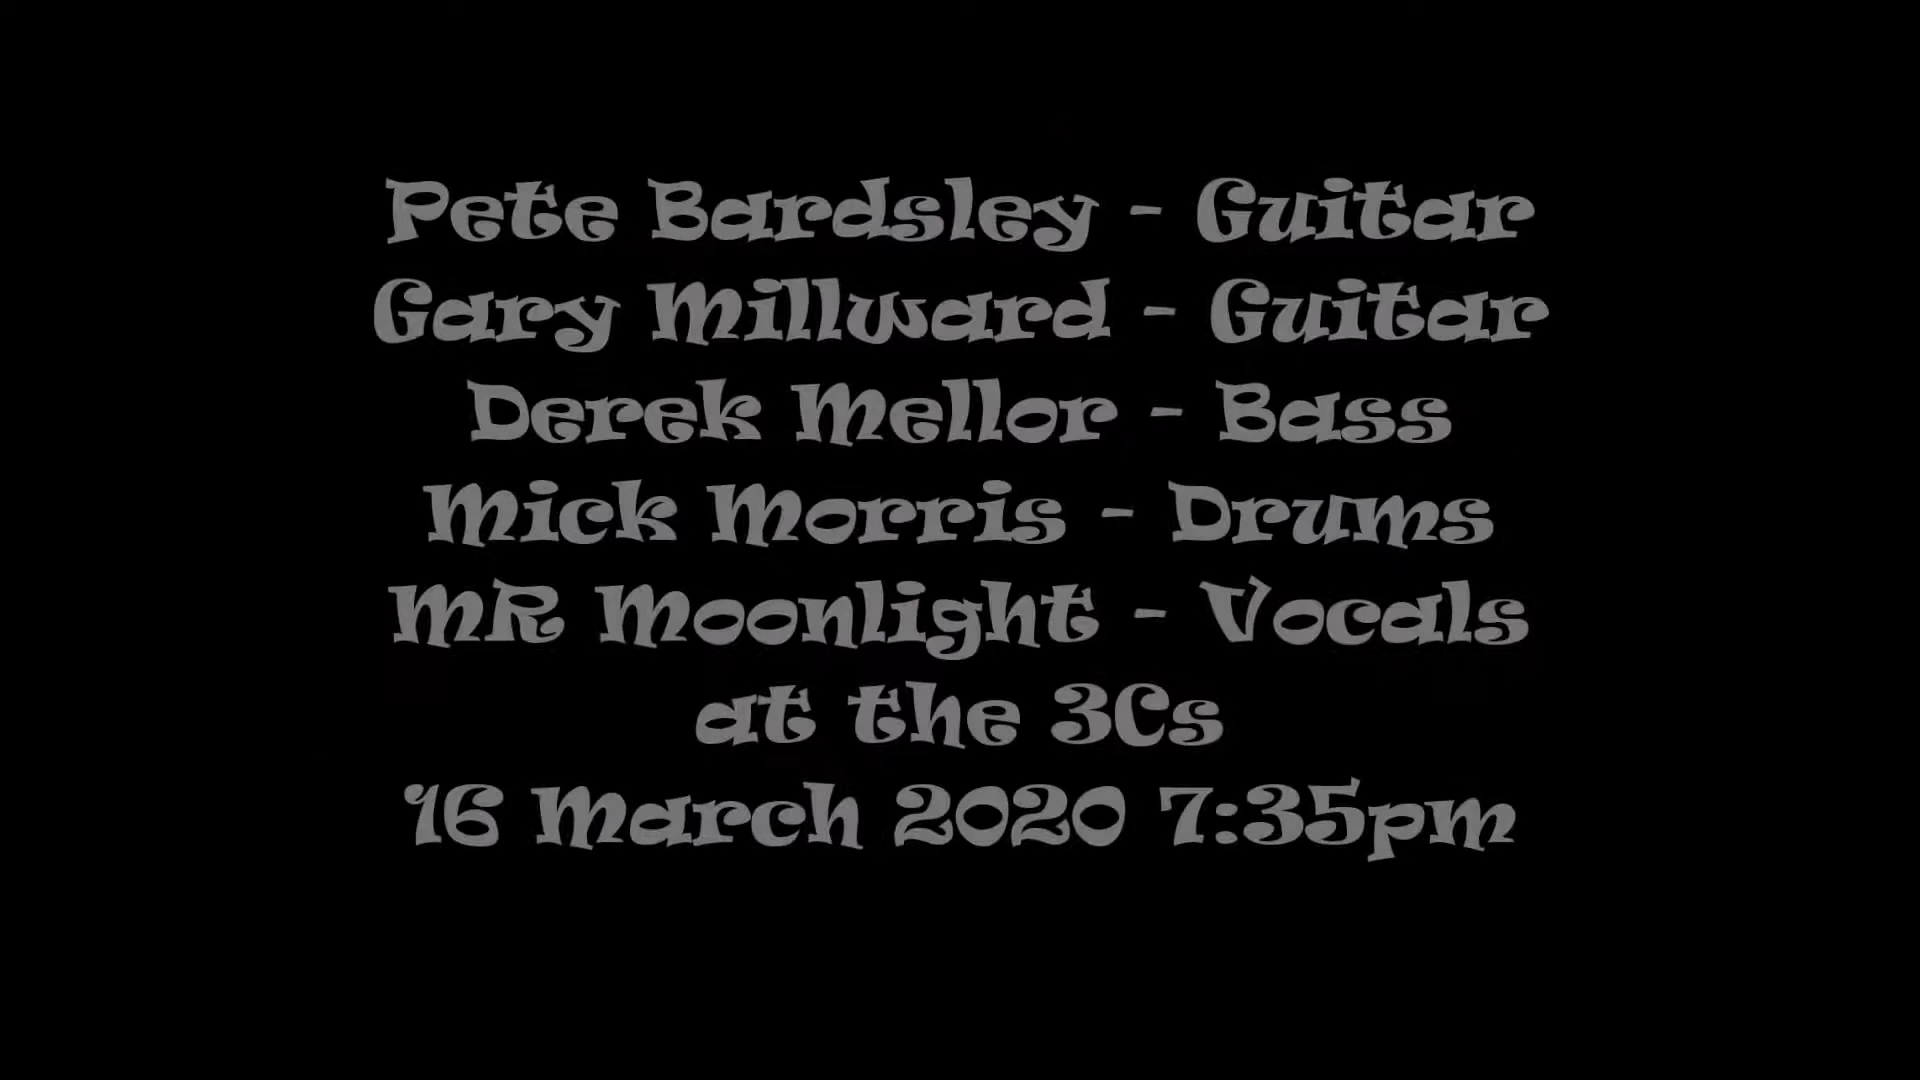 Pete Bardsley - Guitar
Gary Millward - Guitar
Derek Mellor - Bass
Mick Morris - Drums
MR Moonlight - Vocals
at the 3Cs
16 March 2020 7:35pm